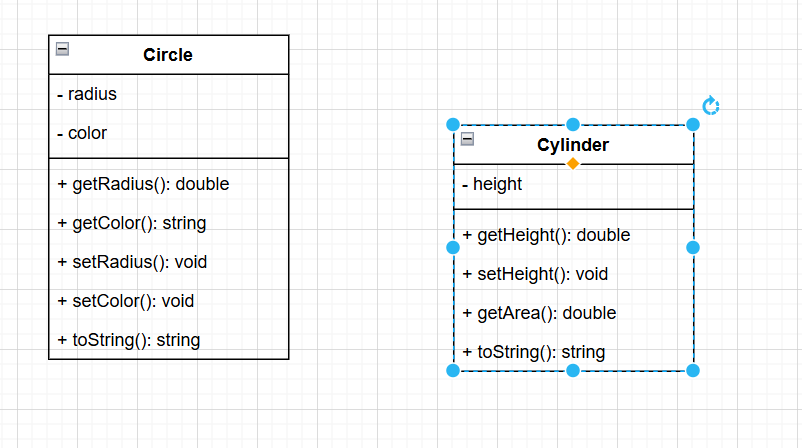 Circle
- radius
- color
+ getRadius(): double
+ getColor(): string
+ setRadius(): void
+ setColor(): void
+ toString(): string
Cylinder
- height
+ getHeight(): double
+ setHeight(): void
+ getArea(): double
+ toString(): string